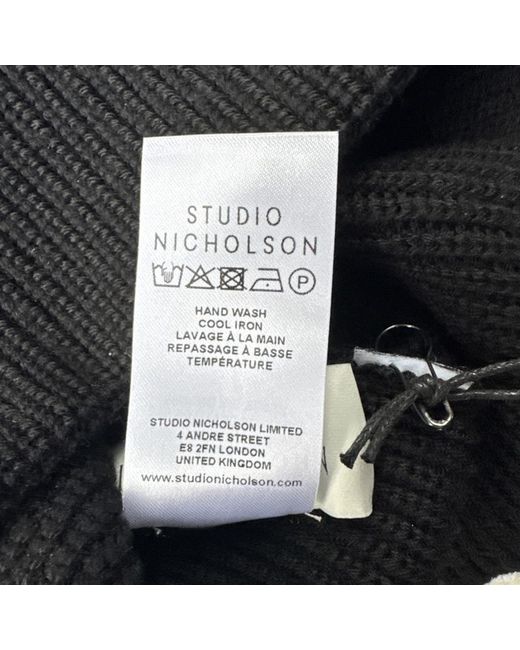 STUDIO
NICHOLSON
P
HAND WASH
COOL IRON
LAVAGE À LA MAIN
REPASSAGE À BASSE
TEMPÉRATURE
STUDIO NICHOLSON LIMITED
4 ANDRE STREET
E8 2FN LONDON
UNITED KINGDOM
www.studionicholson.com